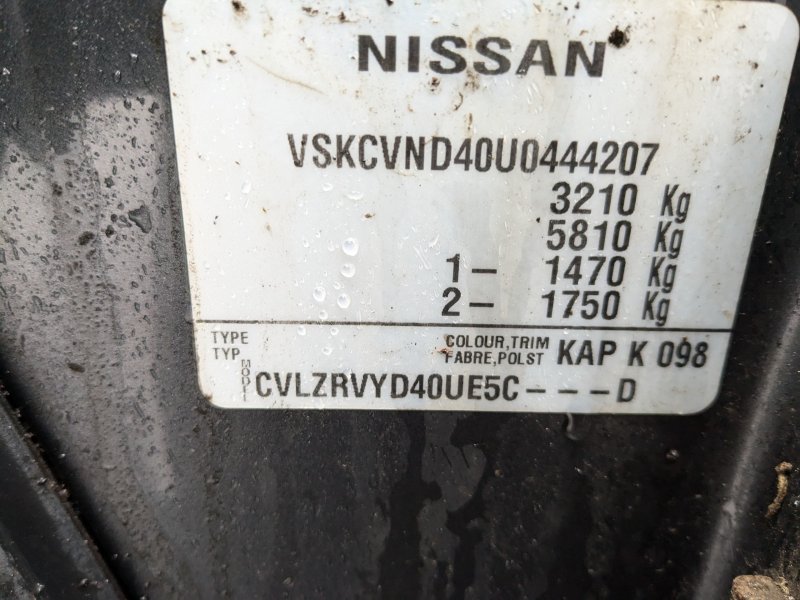 NISSAN
VSKCVND40U0444207
3210 Kg
5810 Kg
1- 1470 Kg
2- 1750 Kg
TYPE
TYP
COLOUR,TRIM
FABRE,POLST
KAP K 098
MODELL
CVLZRVYD40UE5C---D